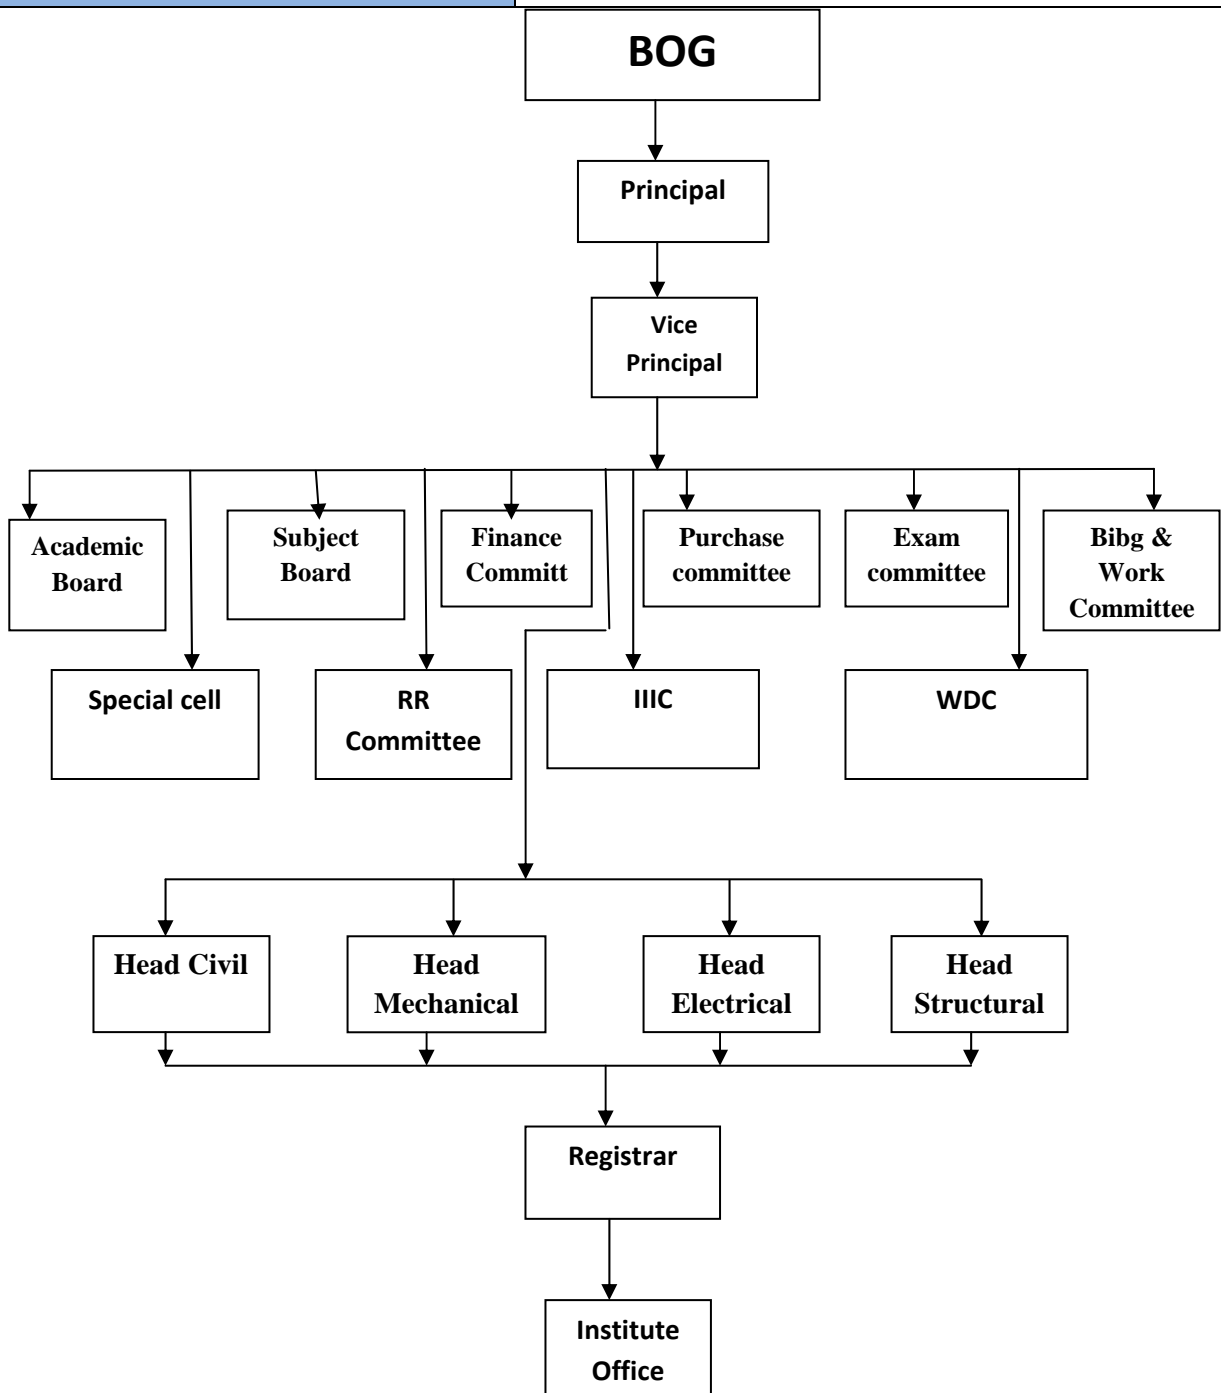 BOG
Principal
Vice
Principal
Academic
Board
Subject
Board
Finance
Committ
Purchase
committee
Exam
committee
Bibg &
Work
Committee
Special cell
RR
Committee
IIIC
WDC
Head Civil
Head
Mechanical
Head
Electrical
Head
Structural
Registrar
Institute
Office